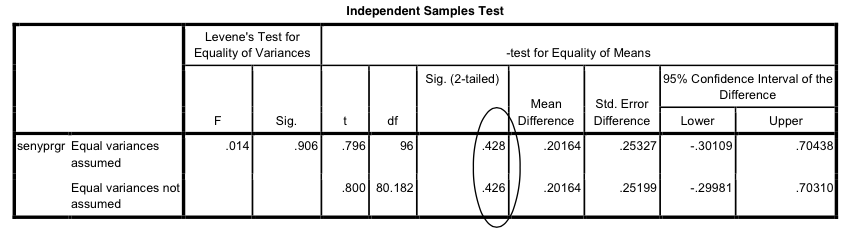 Independent Samples Test
Levene's Test for
Equality of Variances
-test for Equality of Means
F
Sig.
t
df
Sig. (2-tailed)
Mean
Difference
Std. Error
Difference
95% Confidence Interval of the
Difference
Lower
Upper
senyprgr Equal variances
assumed
.014 .906 .796 96 .428 .20164 .25327 -.30109 .70438
Equal variances not
assumed
.800 80.182 .426 .20164 .25199 -.29981 .70310